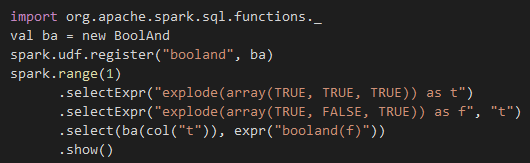 import org.apache.spark.sql.functions._
val ba = new BoolAnd
spark.udf.register("booland", ba)
spark.range(1)
.selectExpr("explode(array(TRUE, TRUE, TRUE)) as t")
.selectExpr("explode(array(TRUE, FALSE, TRUE)) as f", "t")
.select(ba(col("t")), expr("booland(f)"))
.show()